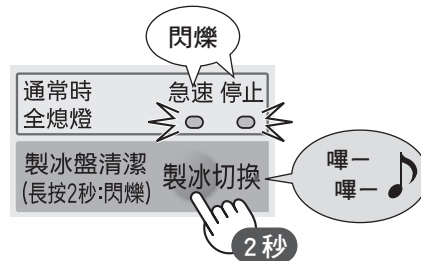 閃爍
通常時
全熄燈
急速 停止
製冰盤清潔
(長按2秒:閃爍)
製冰切換
嗶ー
嗶ー
2秒